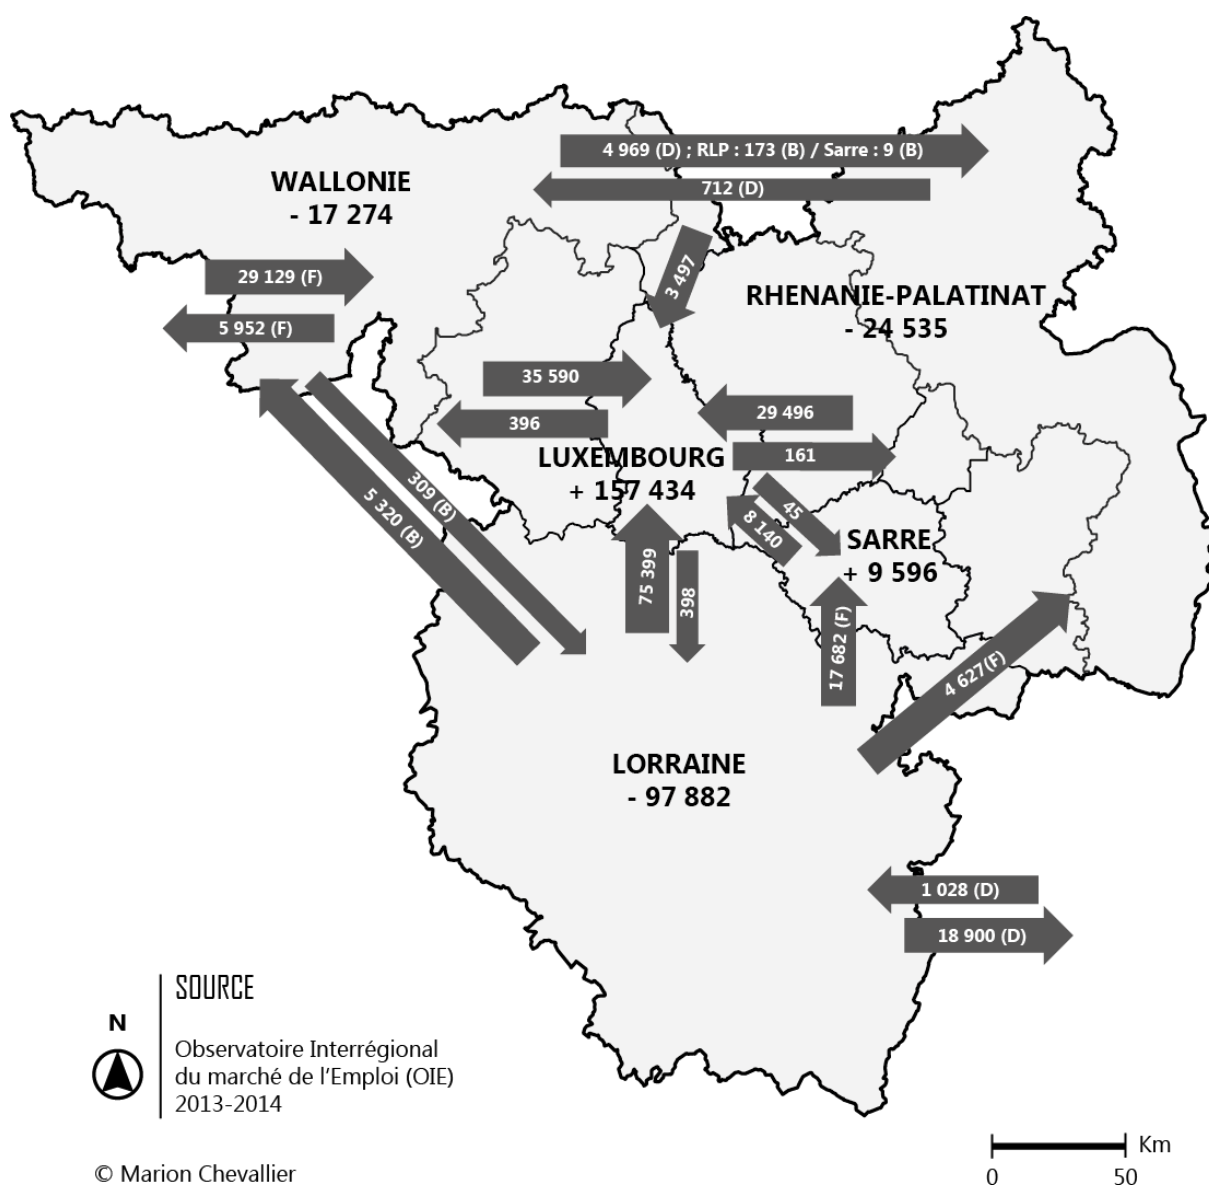 4 969 (D) ; RLP : 173 (B) / Sarre : 9 (B)
712 (D)
WALLONIE
- 17 274
3 497
29 129 (F)
5 952 (F)
RHENANIE-PALATINAT
- 24 535
35 590
396
29 496
161
LUXEMBOURG
+ 157 434
309 (B)
5 320 (B)
45
8 140
SARRE
+ 9 596
75 399
398
17 682 (F)
4 627(F)
LORRAINE
- 97 882
1 028 (D)
18 900 (D)
SOURCE
N
Observatoire Interrégional
du marché de l'Emploi (OIE)
2013-2014
© Marion Chevallier
Km
0 50